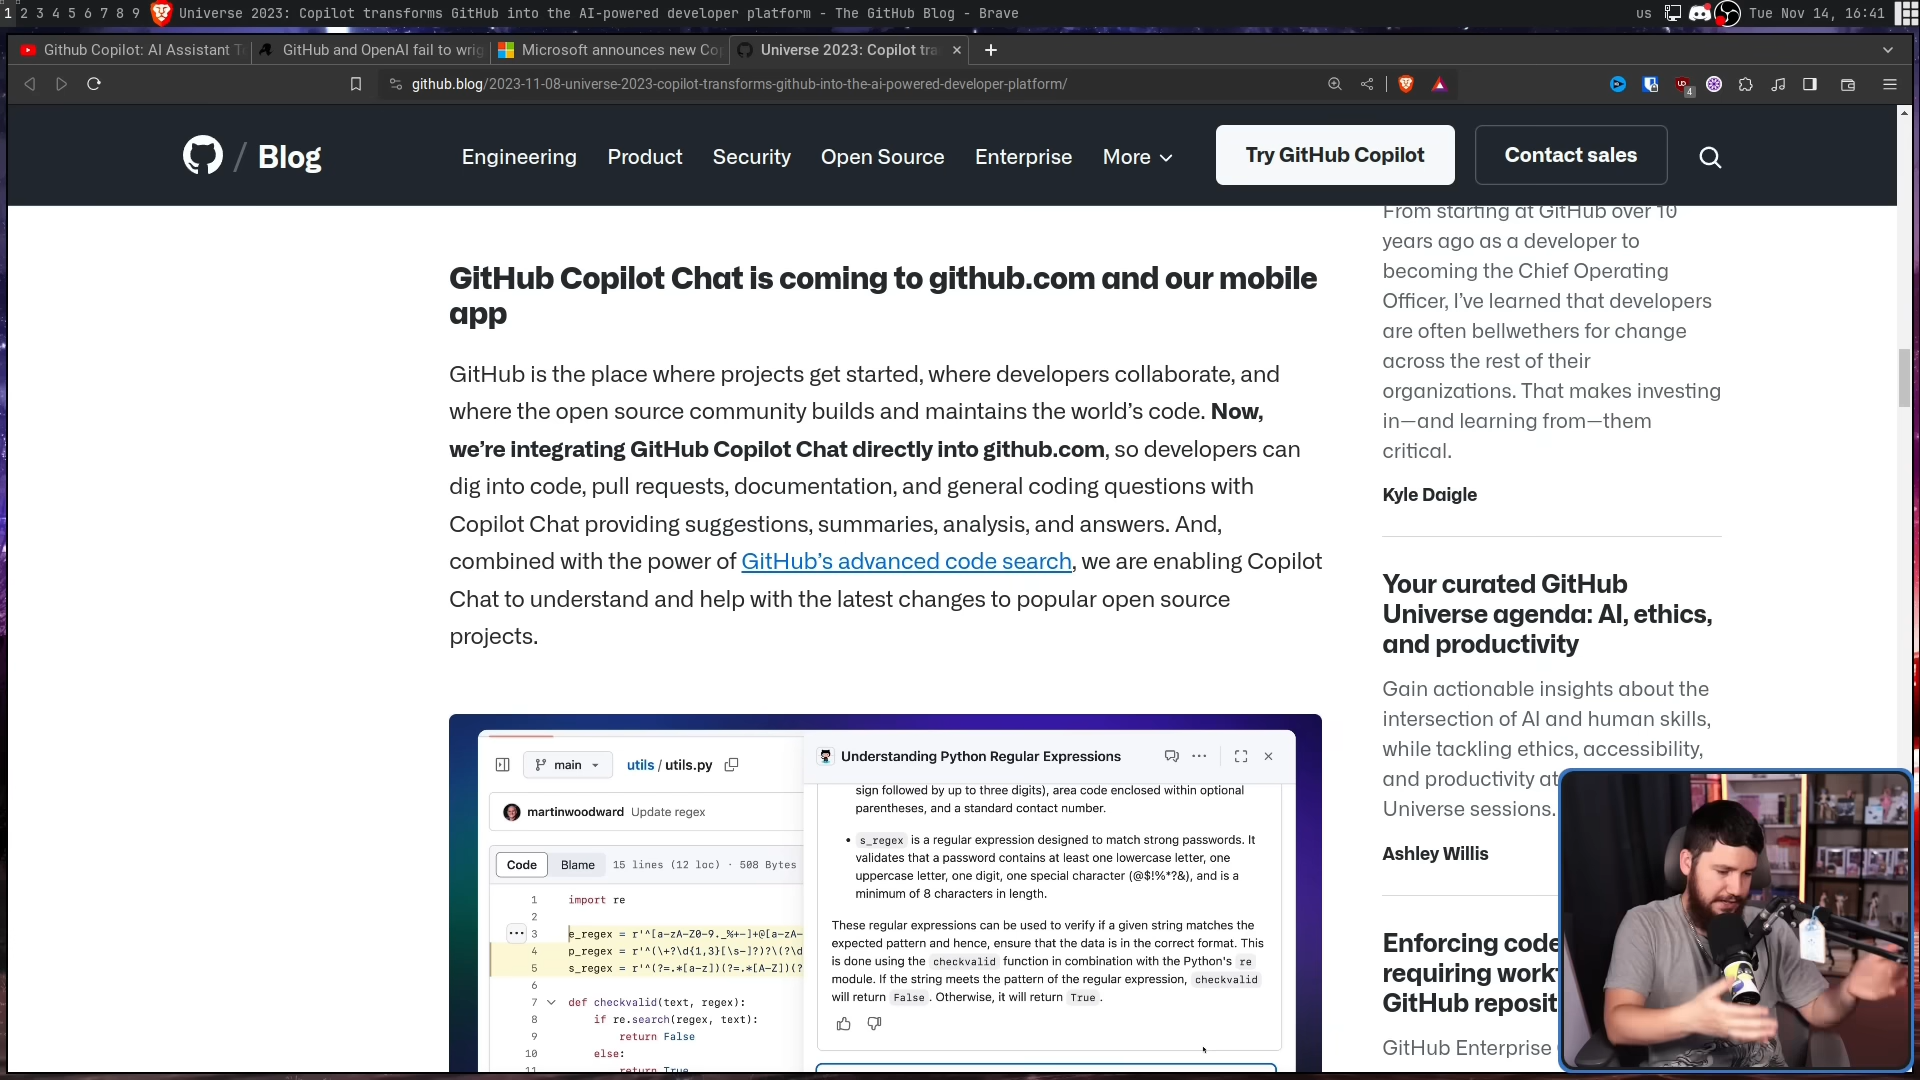 1 2 3 4 5 6 7 8 9 Universe 2023: Copilot transforms GitHub into the AI-powered developer platform - The GitHub Blog - Brave us Tue Nov 14, 16:41
Github Copilot: AI Assistant T GitHub and OpenAI fail to wrig Microsoft announces new Cop Universe 2023: Copilot tra
github.blog/2023-11-08-universe-2023-copilot-transforms-github-into-the-ai-powered-developer-platform/ 4
/ Blog Engineering Product Security Open Source Enterprise More Try GitHub Copilot Contact sales
GitHub Copilot Chat is coming to github.com and our mobile
app
GitHub is the place where projects get started, where developers collaborate, and
where the open source community builds and maintains the world’s code. Now,
we’re integrating GitHub Copilot Chat directly into github.com, so developers can
dig into code, pull requests, documentation, and general coding questions with
Copilot Chat providing suggestions, summaries, analysis, and answers. And,
combined with the power of GitHub’s advanced code search, we are enabling Copilot
Chat to understand and help with the latest changes to popular open source
projects.
main
utils / utils.py
martinwoodward Update regex
Code Blame 15 lines (12 loc) · 508 Bytes
1 import re
2
3 e_regex = r'^[a-zA-Z0-9._%+-]+@[a-zA-
4 p_regex = r'^(\+?\d{1,3}[\s-]?)?\(?\d
5 s_regex = r'^(?=.*[a-z])(?=.*[A-Z])(?
6
7 def checkvalid(text, regex):
8 if re.search(regex, text):
9 return False
10 else:
11 return True
Understanding Python Regular Expressions
sign followed by up to three digits), area code enclosed within optional
parentheses, and a standard contact number.
• s_regex is a regular expression designed to match strong passwords. It
validates that a password contains at least one lowercase letter, one
uppercase letter, one digit, one special character (@$!%*?&), and is a
minimum of 8 characters in length.
These regular expressions can be used to verify if a given string matches the
expected pattern and hence, ensure that the data is in the correct format. This
is done using the checkvalid function in combination with the Python's re
module. If the string meets the pattern of the regular expression, checkvalid
will return False . Otherwise, it will return True .
From starting at GitHub over 10
years ago as a developer to
becoming the Chief Operating
Officer, I’ve learned that developers
are often bellwethers for change
across the rest of their
organizations. That makes investing
in—and learning from—them
critical.
Kyle Daigle
Your curated GitHub
Universe agenda: AI, ethics,
and productivity
Gain actionable insights about the
intersection of AI and human skills,
while tackling ethics, accessibility,
and productivity at
Universe sessions.
Ashley Willis
Enforcing code
requiring workf
GitHub reposit
GitHub Enterprise